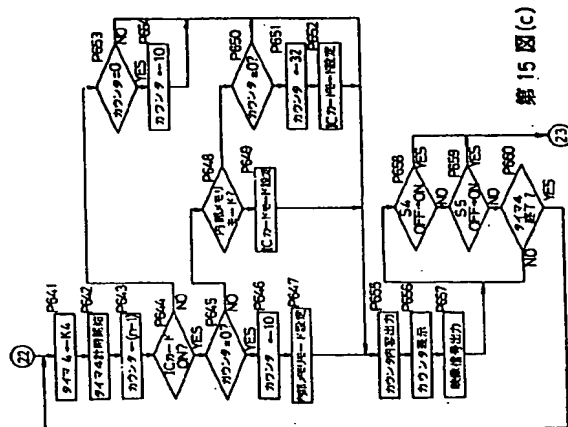 22
P641
タイマ4←K4
P642
タイマ4計時開始
P643
カウンタ←(n-1)
P644
ICカード
ON?
YES
NO
P645
カウンタ=0?
YES
NO
P646
カウンタ←10
P647
内部メモリモード設定
P648
内部メモリ
モード?
P649
ICカードモード設定
P650
カウンタ=0?
P651
カウンタ←32
P652
ICカードモード設定
P653
カウンタ=0
NO
YES
P654
カウンタ←10
P655
カウンタ内容出力
P656
カウンタ表示
P657
映像信号出力
P658
S4
OFF→ON
YES
NO
P659
S5
OFF→ON
YES
NO
P660
タイマ4
終了?
NO
YES
23
第15図(c)